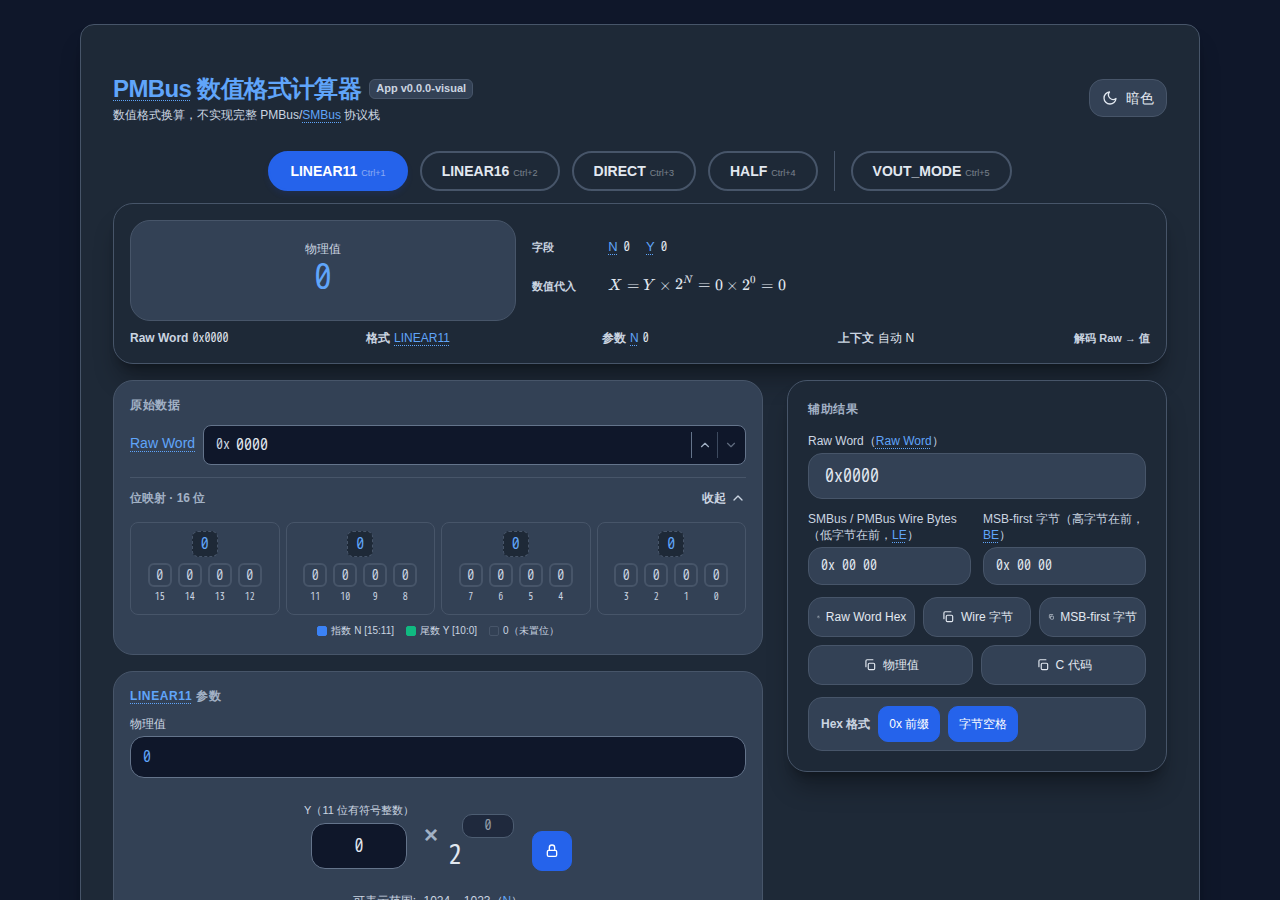 PMBus 数值格式计算器 App v0.0.0-visual
数值格式换算，不实现完整 PMBus/SMBus 协议栈
暗色
LINEAR11 Ctrl+1
LINEAR16 Ctrl+2
DIRECT Ctrl+3
HALF Ctrl+4
VOUT_MODE Ctrl+5
物理值
0
字段 N 0 Y 0
数值代入 X = Y × 2^N = 0 × 2^0 = 0
Raw Word 0x0000
格式 LINEAR11
参数 N 0
上下文 自动 N
解码 Raw → 值
原始数据
Raw Word 0x 0000
位映射 · 16 位
收起
0 0 0 0
0 0 0 0 0 0 0 0 0 0 0 0 0 0 0 0
15 14 13 12 11 10 9 8 7 6 5 4 3 2 1 0
指数 N [15:11] 尾数 Y [10:0] 0（未置位）
LINEAR11 参数
物理值
0
Y（11 位有符号整数）
0 × 2 0
辅助结果
Raw Word（Raw Word）
0x0000
SMBus / PMBus Wire Bytes
（低字节在前，LE）
0x 00 00
MSB-first 字节（高字节在前，
BE）
0x 00 00
Raw Word Hex
Wire 字节
MSB-first 字节
物理值
C 代码
Hex 格式 0x 前缀 字节空格